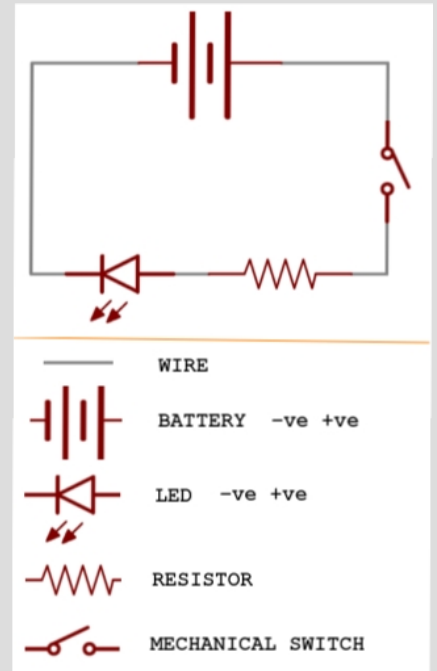 WIRE
BATTERY -ve +ve
LED -ve +ve
RESISTOR
MECHANICAL SWITCH